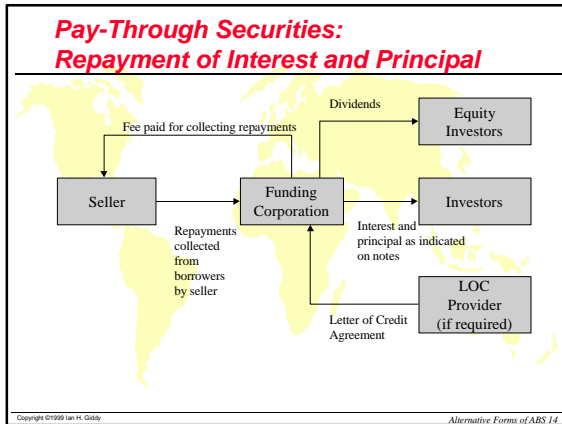 Pay-Through Securities:
Repayment of Interest and Principal
Dividends
Equity
Investors
Fee paid for collecting repayments
Seller
Funding
Corporation
Investors
Repayments
collected
from
borrowers
by seller
Interest and
principal as indicated
on notes
LOC
Provider
(if required)
Letter of Credit
Agreement
Copyright ©1999 Ian H. Giddy
Alternative Forms of ABS 14